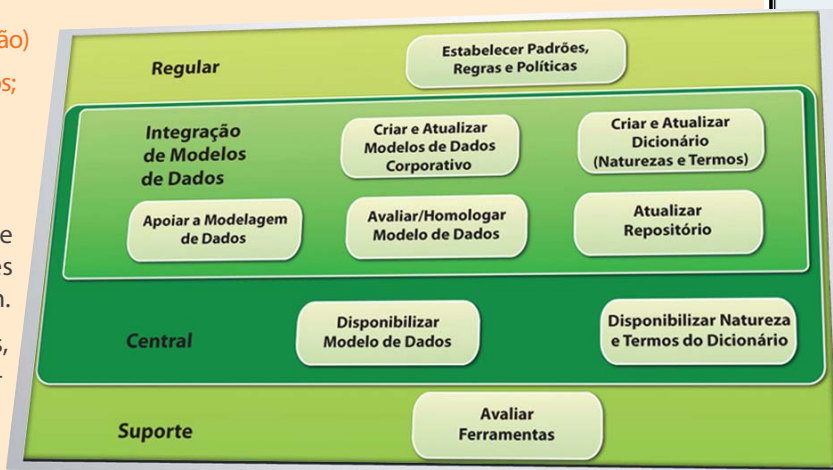 ão)
s;
e
es
n.
s,
Regular
Estabelecer Padrões,
Regras e Políticas
Integração
de Modelos
de Dados
Criar e Atualizar
Modelos de Dados
Corporativo
Criar e Atualizar
Dicionário
(Naturezas e Termos)
Apoiar a Modelagem
de Dados
Avaliar/Homologar
Modelo de Dados
Atualizar
Repositório
Central
Disponibilizar
Modelo de Dados
Disponibilizar Natureza
e Termos do Dicionário
Suporte
Avaliar
Ferramentas